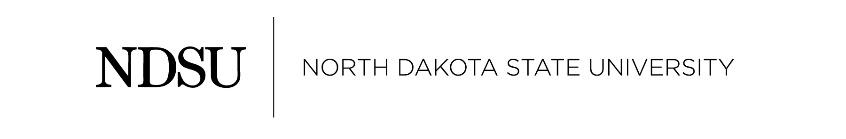 NDSU
NORTH DAKOTA STATE UNIVERSITY